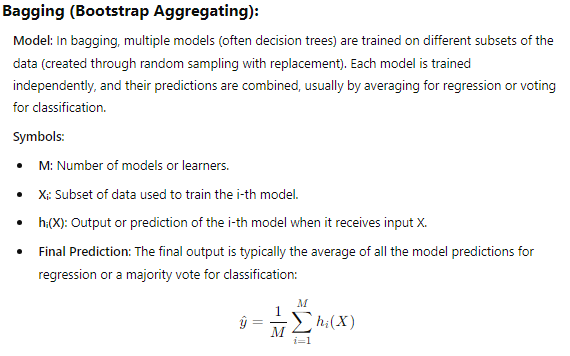 Bagging (Bootstrap Aggregating):
Model: In bagging, multiple models (often decision trees) are trained on different subsets of the
data (created through random sampling with replacement). Each model is trained
independently, and their predictions are combined, usually by averaging for regression or voting
for classification.
Symbols:
• M: Number of models or learners.
• Xᵢ: Subset of data used to train the i-th model.
• hᵢ(X): Output or prediction of the i-th model when it receives input X.
• Final Prediction: The final output is typically the average of all the model predictions for
regression or a majority vote for classification:
ŷ = \frac{1}{M} \sum_{i=1}^{M} h_i(X)